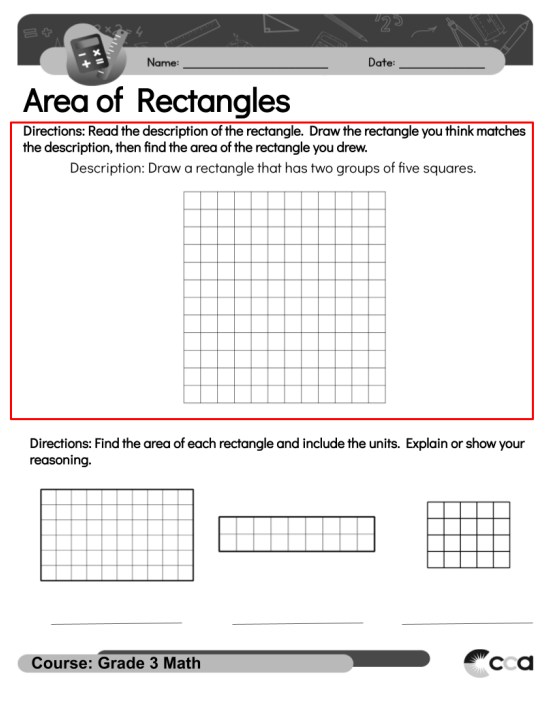 Name: ____________________ Date: ____________
Area of Rectangles
Directions: Read the description of the rectangle. Draw the rectangle you think matches
the description, then find the area of the rectangle you drew.
Description: Draw a rectangle that has two groups of five squares.
Directions: Find the area of each rectangle and include the units. Explain or show your
reasoning.
Course: Grade 3 Math
cca